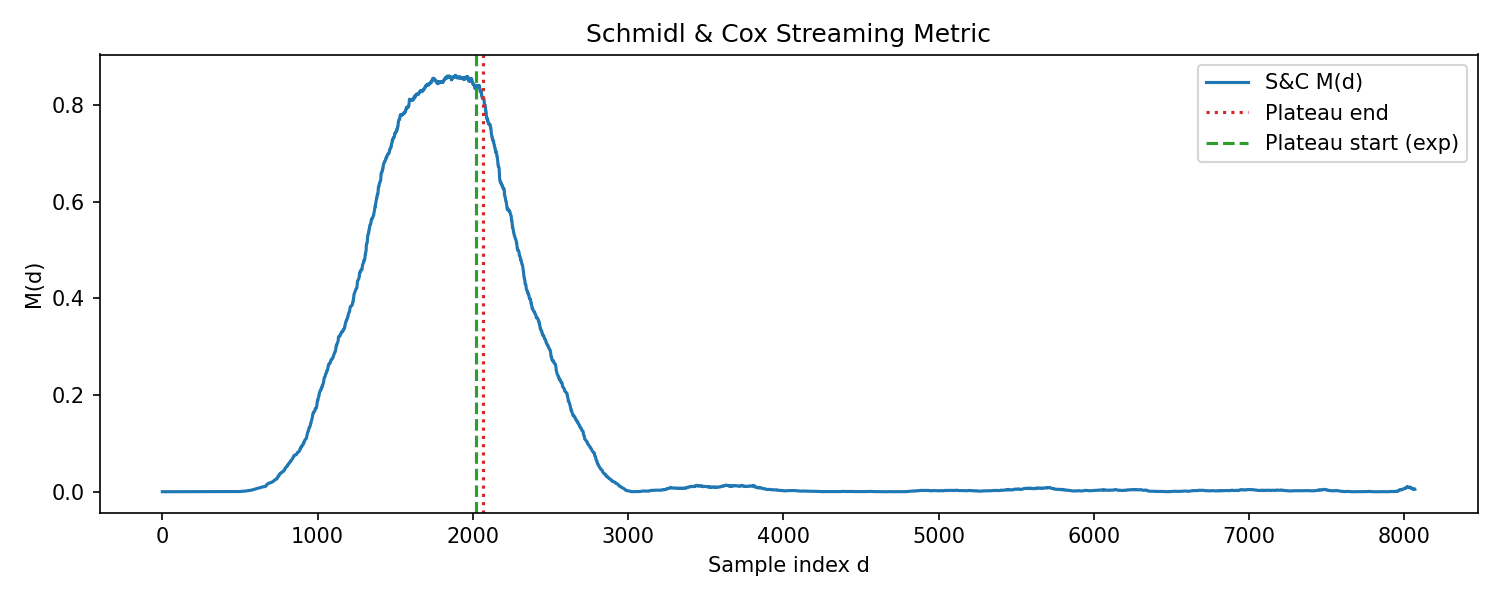 Schmidl & Cox Streaming Metric
S&C M(d)
Plateau end
Plateau start (exp)
M(d)
0.8
0.6
0.4
0.2
0.0
0 1000 2000 3000 4000 5000 6000 7000 8000
Sample index d